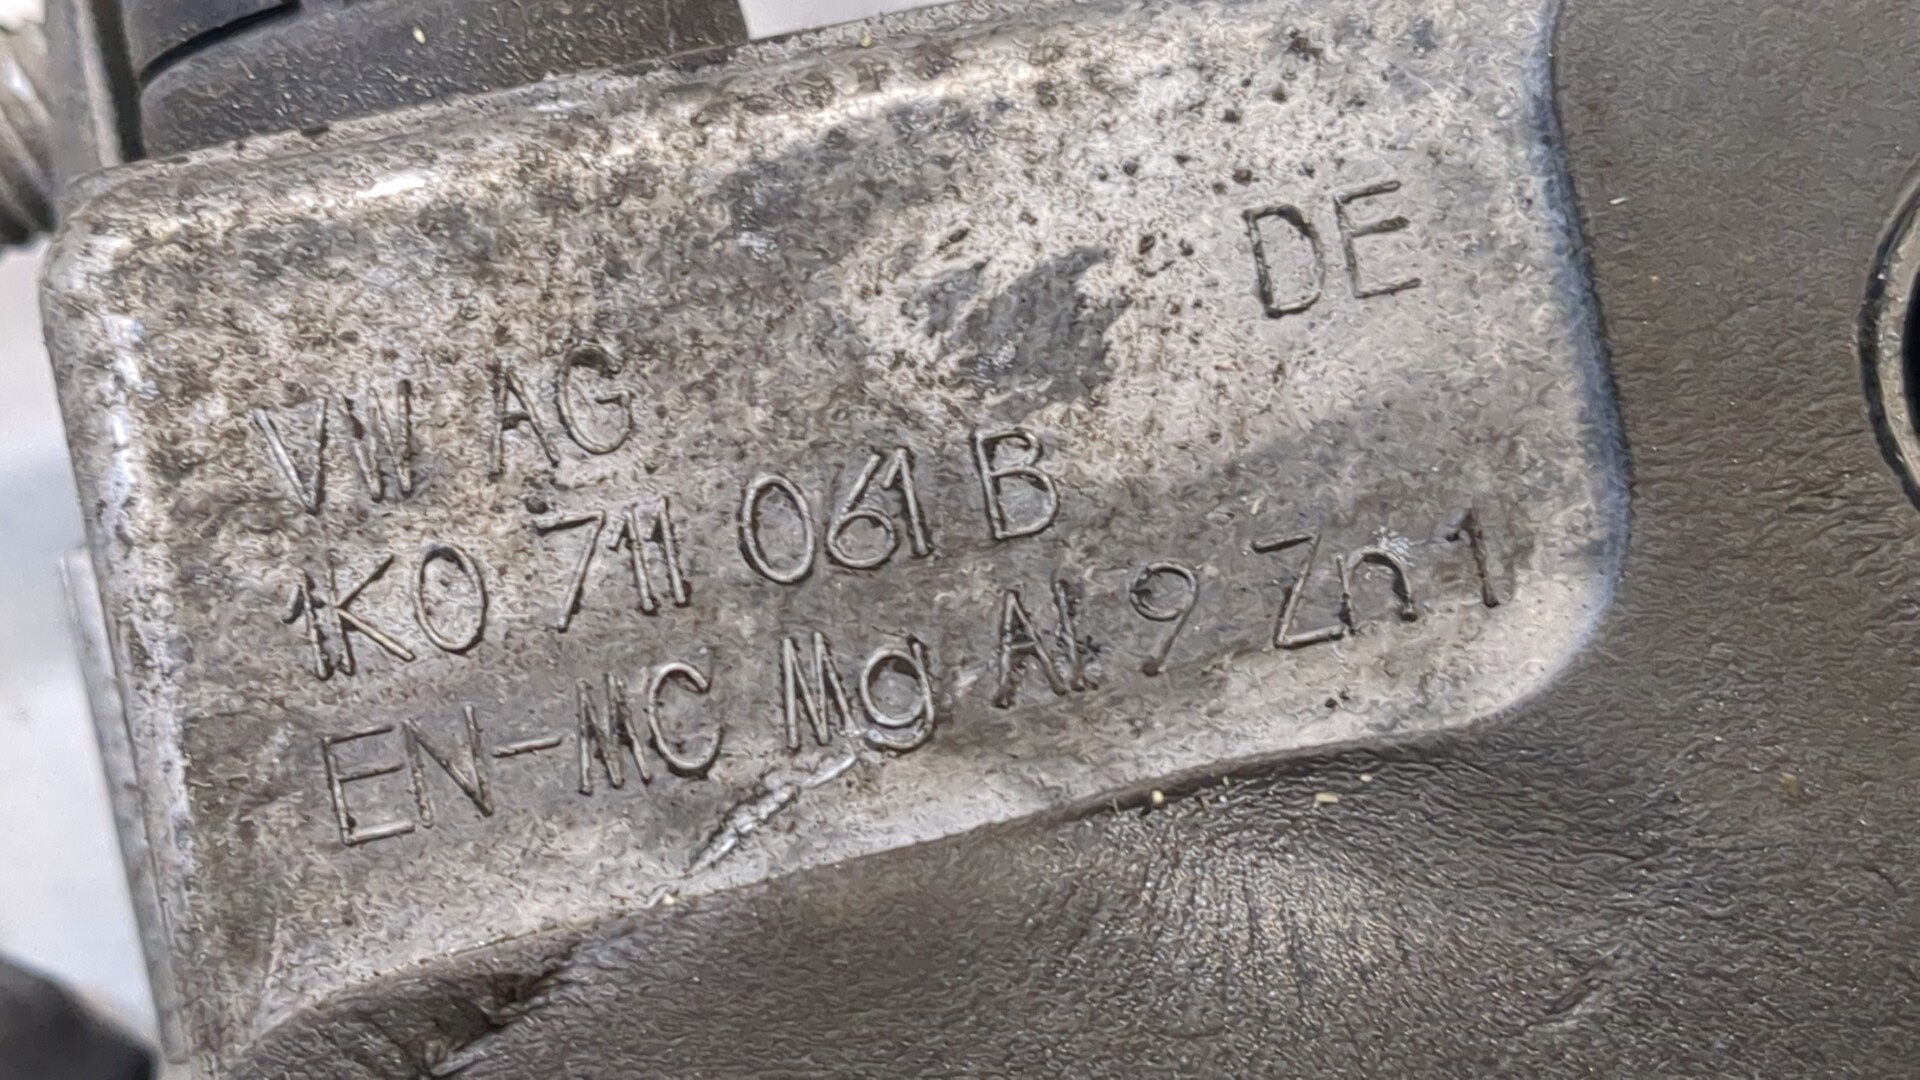 DE
VW AG
1K0 711 061 B
EN-MC Mg Al 9 Zn 1